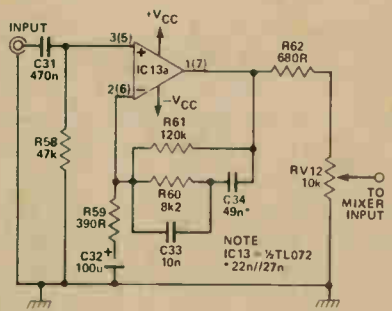 INPUT
C31
470n
R58
47k
3(5)
2(6)
+VCC
+
−
IC13a
1(7)
−VCC
R61
120k
R60
8k2
C34
49n*
C33
10n
R59
390R
+
C32
100u
R62
680R
RV12
10k
TO
MIXER
INPUT
NOTE
IC13 = ½TL072
* 22n//27n